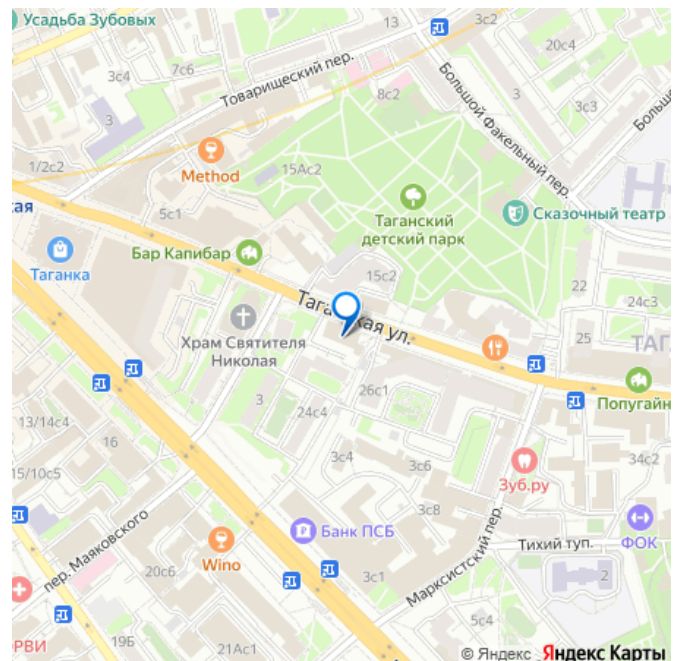 Усадьба Зубовых
13
3с2
20с4
3с4
7с6
Товарищеский пер.
8с2
3
3
3с3
Большой Факельный пер.
1/2с2
Method
15Ас2
кая
5с1
Таганский
детский парк
Сказочный театр
Бар Капибар
Таганка
15с2
22
24с3
Храм Святителя
Николая
25
26с1
Попугайн
3
24с4
13/14с4
16
3с4
3с6
34с2
15/10с5
Зуб.ру
3с8
Банк ПСБ
ФОК
пер. Маяковского
Wino
Тихий туп.
20с6
3с1
Марксистский пер.
2
19Б
21Ас1
5с4
© Яндекс Яндекс Карты